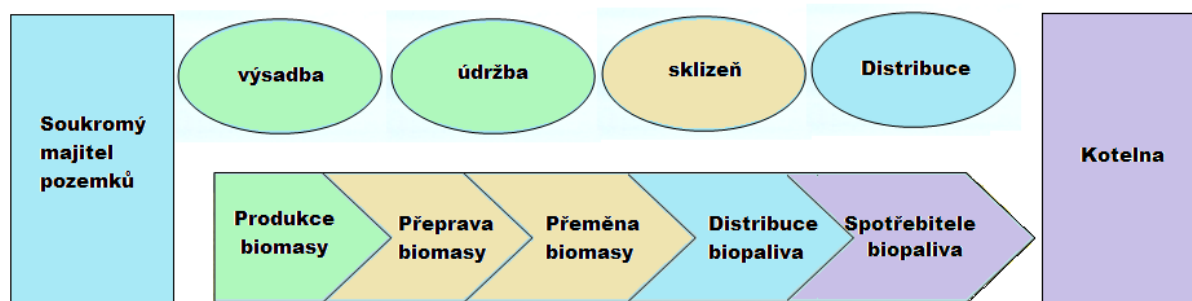 Soukromý
majitel
pozemků
výsadba
údržba
sklizeň
Distribuce
Produkce
biomasy
Přeprava
biomasy
Přeměna
biomasy
Distribuce
biopaliva
Spotřebitele
biopaliva
Kotelna